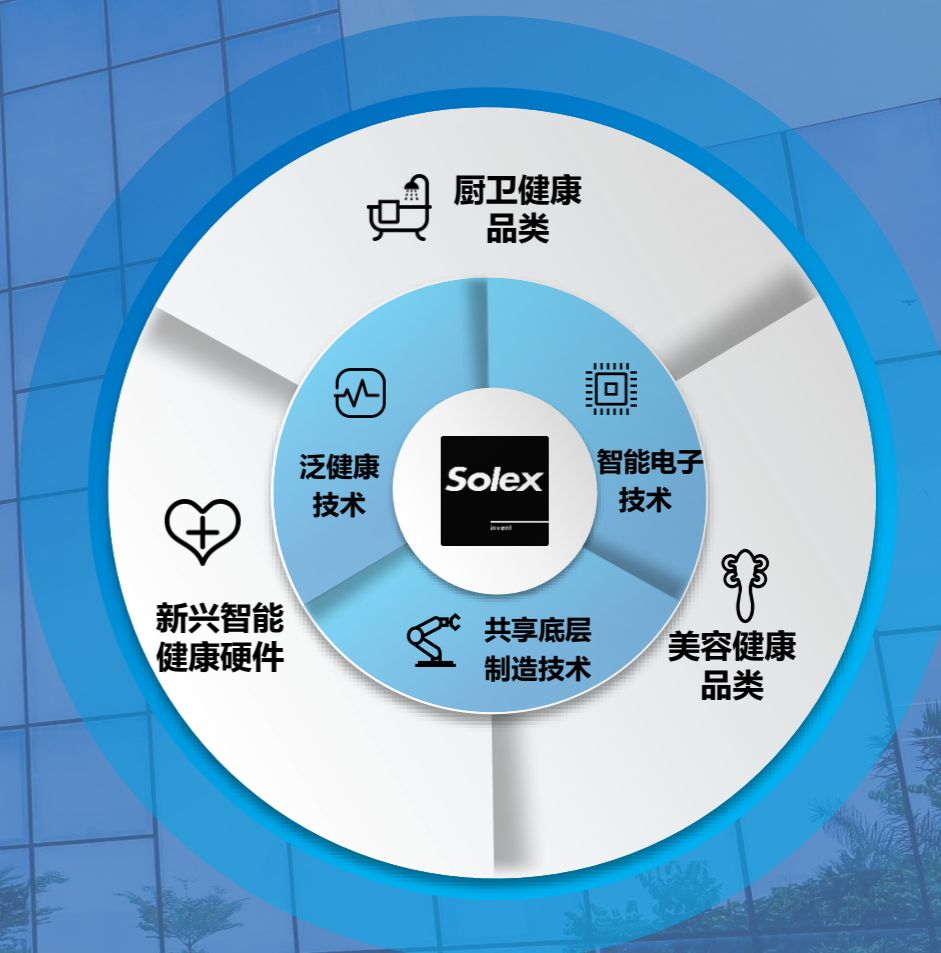 厨卫健康
品类
泛健康
技术
智能电子
技术
Solex
invent
共享底层
制造技术
新兴智能
健康硬件
美容健康
品类